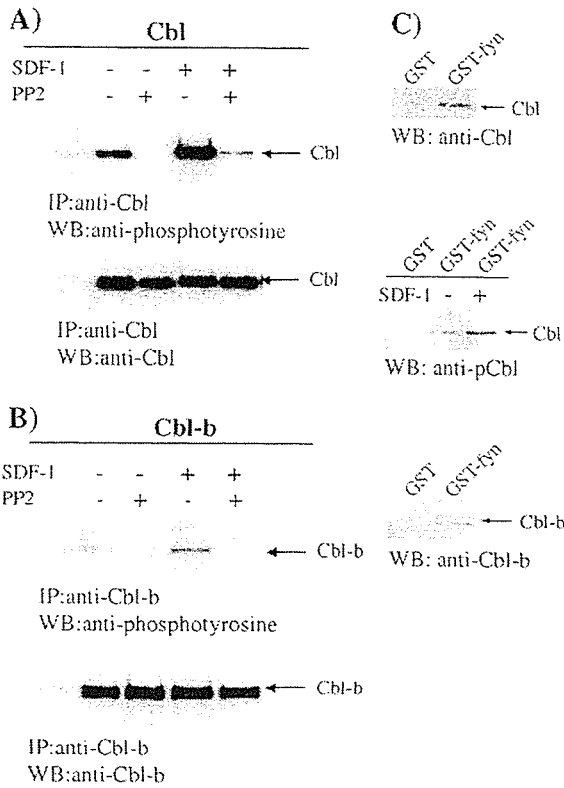 A)
Cbl
SDF-1 - - + +
PP2 - + - +
Cbl
IP:anti-Cbl
WB:anti-phosphotyrosine
Cbl
IP:anti-Cbl
WB:anti-Cbl
B)
Cbl-b
SDF-1 - - + +
PP2 - + - +
Cbl-b
IP:anti-Cbl-b
WB:anti-phosphotyrosine
Cbl-b
IP:anti-Cbl-b
WB:anti-Cbl-b
C)
GST GST-fyn
Cbl
WB: anti-Cbl
GST GST-fyn GST-fyn
SDF-1 - +
Cbl
WB: anti-pCbl
GST GST-fyn
Cbl-b
WB: anti-Cbl-b